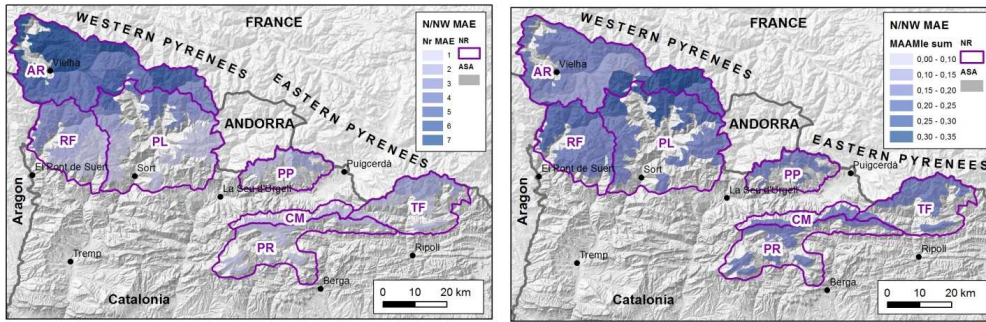 FRANCE
WESTERN PYRENEES
EASTERN PYRENEES
AR
Vielha
N/NW MAE
Nr MAE
NR
1
2
ASA
3
4
5
6
7
ANDORRA
RF
PL
El Pont de Suert
Sort
PP
Puigcerdà
La Seu d'Urgell
Aragon
CM
TF
PR
Ripoll
Tremp
Berga
Catalonia
0 10 20 km
FRANCE
WESTERN PYRENEES
AR
Vielha
N/NW MAE
MAAMIe sum
NR
0,00 - 0,10
0,10 - 0,15
ASA
0,15 - 0,20
0,20 - 0,25
0,25 - 0,30
0,30 - 0,35
ANDORRA
EASTERN PYRENEES
RF
PL
El Pont de Suert
Sort
PP
Puigcerdà
La Seu d'Urgell
Aragon
CM
TF
PR
Ripoll
Tremp
Berga
Catalonia
0 10 20 km